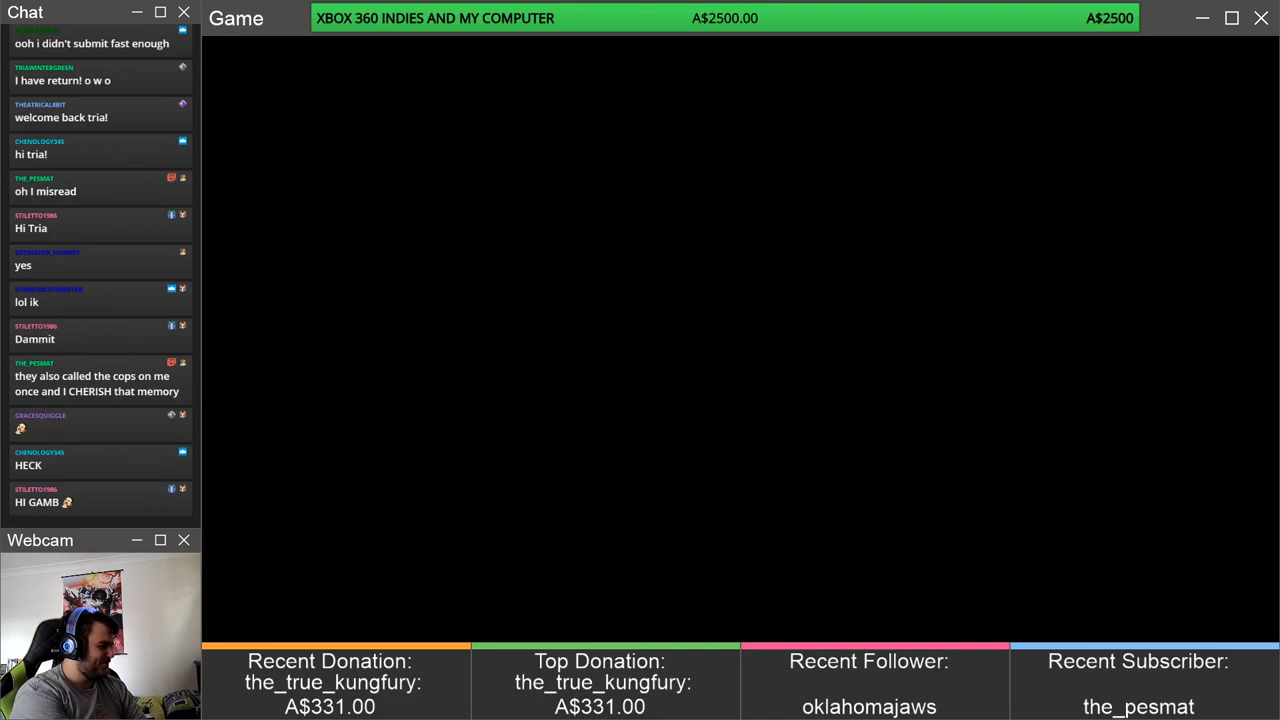 Chat
ooh i didn't submit fast enough
TRIAWINTERGREEN
I have return! o w o
THEATRICAL8BIT
welcome back tria!
CHENOLOGY345
hi tria!
THE_PESMAT
oh I misread
STILETTO1986
Hi Tria
yes
lol ik
STILETTO1986
Dammit
THE_PESMAT
they also called the cops on me
once and I CHERISH that memory
GRACESQUIGGLE
CHENOLOGY345
HECK
STILETTO1986
HI GAMB
Webcam
Game
XBOX 360 INDIES AND MY COMPUTER A$2500.00 A$2500
Recent Donation:
the_true_kungfury:
A$331.00
Top Donation:
the_true_kungfury:
A$331.00
Recent Follower:
oklahomajaws
Recent Subscriber:
the_pesmat